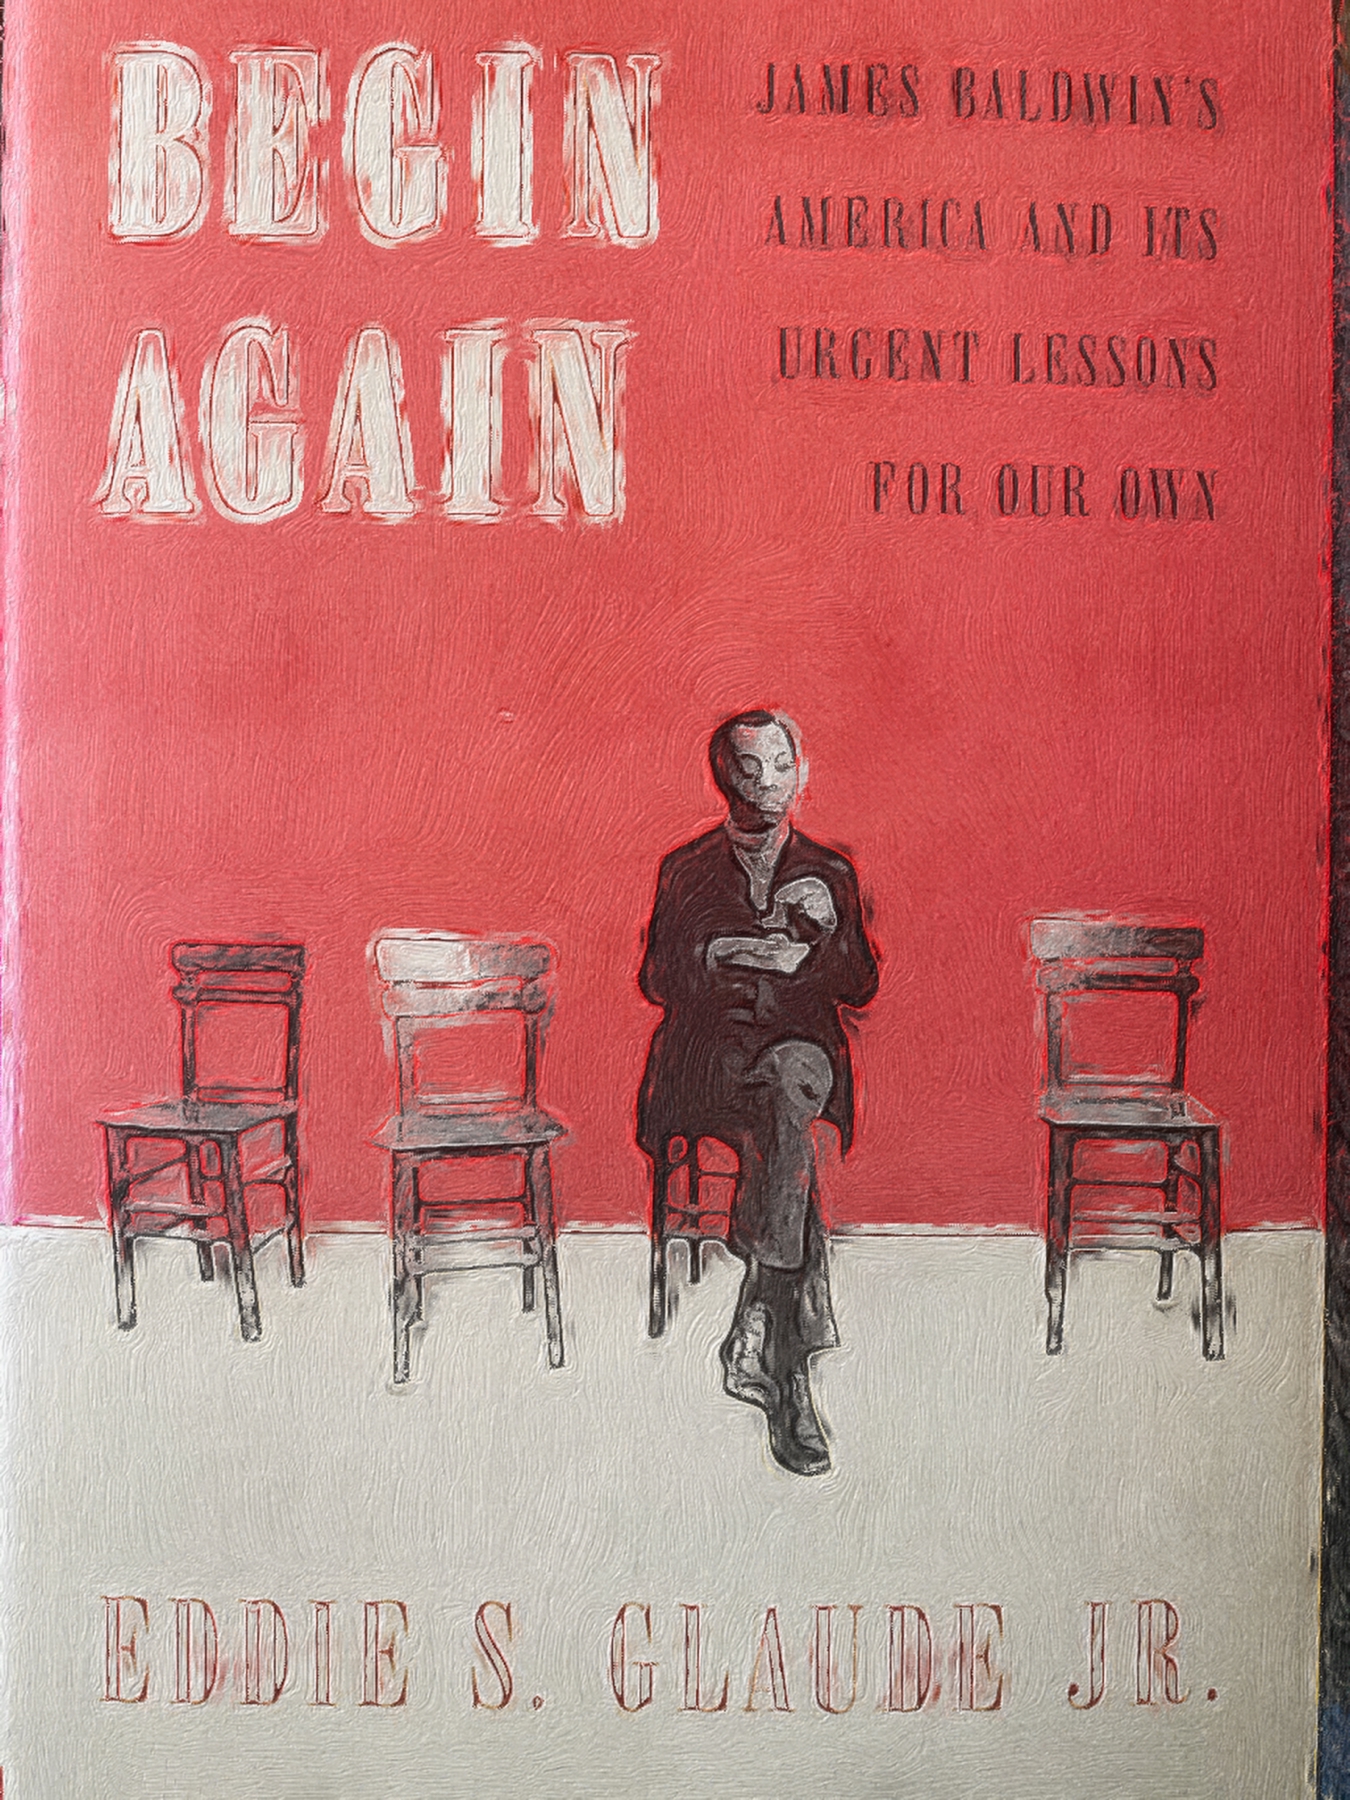 BEGIN
AGAIN
JAMES BALDWIN'S
AMERICA AND ITS
URGENT LESSONS
FOR OUR OWN
EDDIE S. GLAUDE JR.